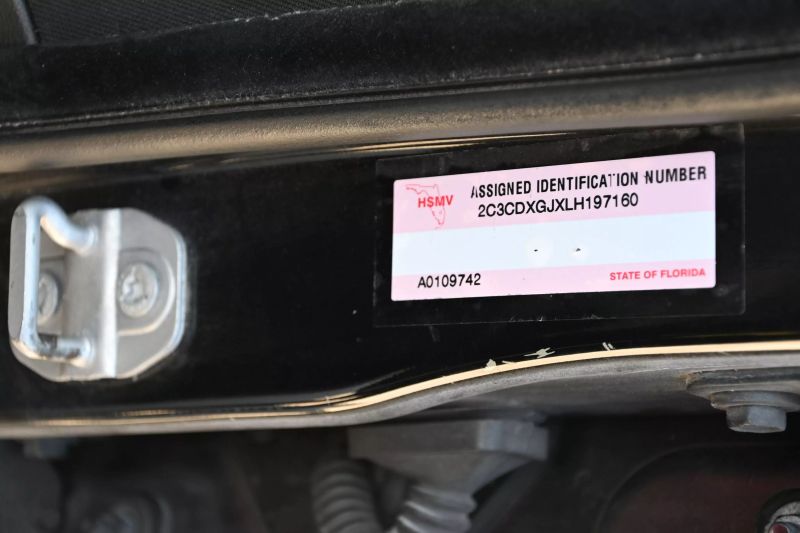 HSMV
ASSIGNED IDENTIFICATION NUMBER
2C3CDXGJXLH197160
A0109742
STATE OF FLORIDA